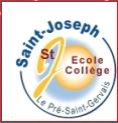 Saint-Joseph
St J
Ecole
Collège
Le Pré-Saint-Gervais